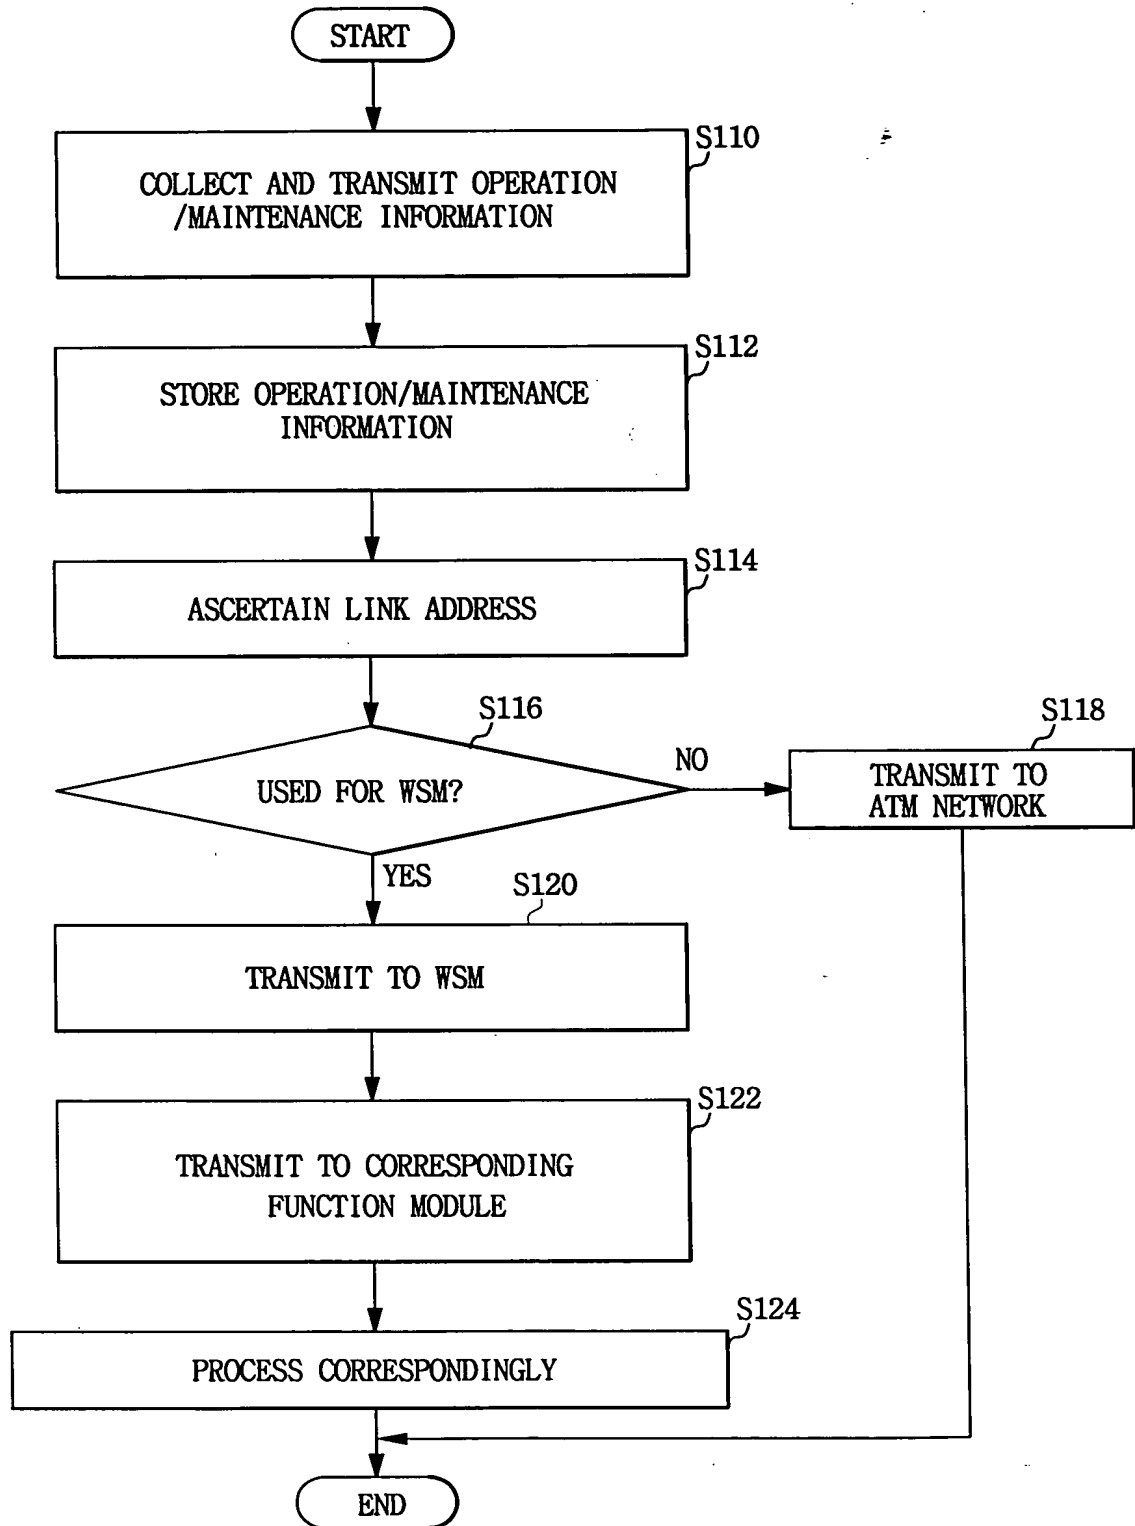 START
S110
COLLECT AND TRANSMIT OPERATION
/MAINTENANCE INFORMATION
S112
STORE OPERATION/MAINTENANCE
INFORMATION
S114
ASCERTAIN LINK ADDRESS
S116
USED FOR WSM?
NO
S118
TRANSMIT TO
ATM NETWORK
YES
S120
TRANSMIT TO WSM
S122
TRANSMIT TO CORRESPONDING
FUNCTION MODULE
S124
PROCESS CORRESPONDINGLY
END